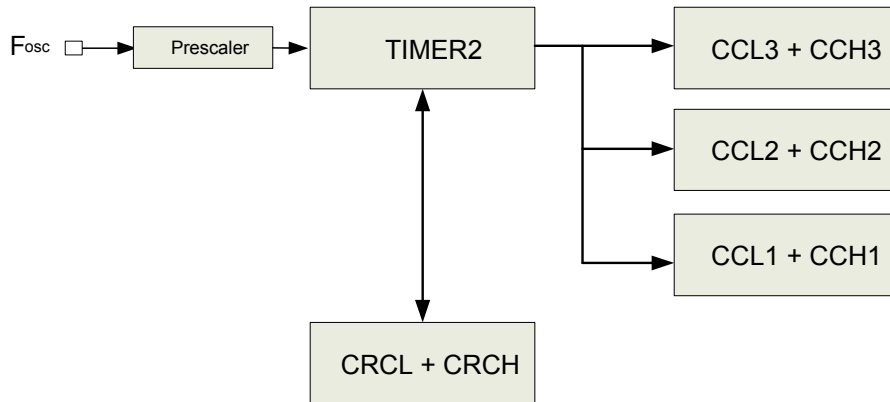 Fosc
Prescaler
TIMER2
CCL3 + CCH3
CCL2 + CCH2
CCL1 + CCH1
CRCL + CRCH